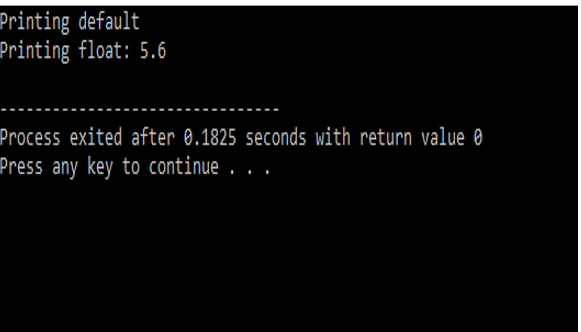 Printing default
Printing float: 5.6
--------------------------------
Process exited after 0.1825 seconds with return value 0
Press any key to continue . . .